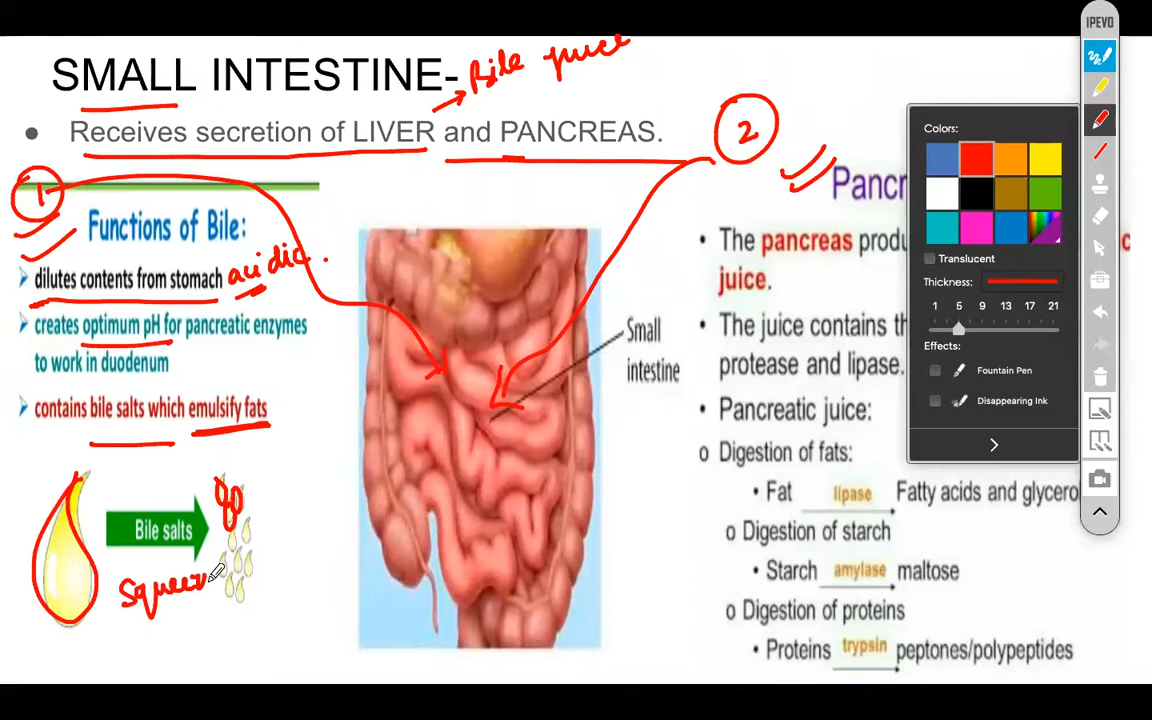 SMALL INTESTINE-
Bile juice
● Receives secretion of LIVER and PANCREAS.
1
2
Functions of Bile:
dilutes contents from stomach acidic.
creates optimum pH for pancreatic enzymes
to work in duodenum
contains bile salts which emulsify fats
Bile salts
Small
intestine
Pancr
• The pancreas produ
juice.
• The juice contains th
protease and lipase.
• Pancreatic juice:
o Digestion of fats:
• Fat lipase Fatty acids and glycero
o Digestion of starch
• Starch amylase maltose
o Digestion of proteins
• Proteins trypsin peptones/polypeptides
IPEVO
Colors:
Translucent
Thickness:
1 5 9 13 17 21
Effects:
Fountain Pen
Disappearing Ink